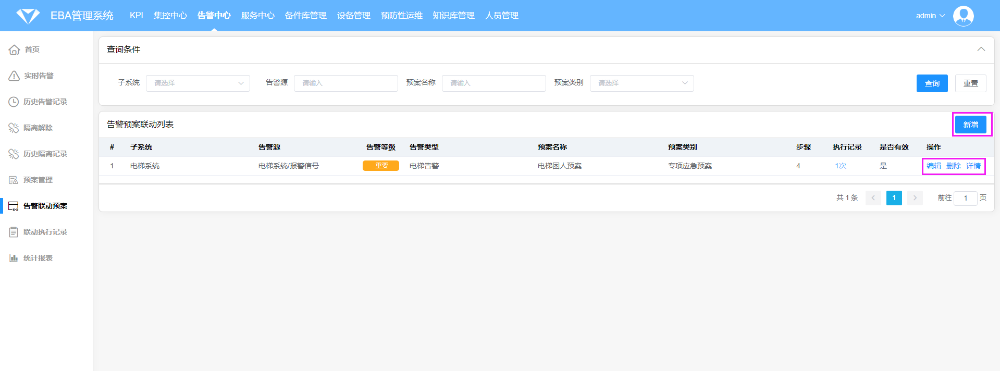 EBA管理系统 KPI 集控中心 告警中心 服务中心 备件库管理 设备管理 预防性运维 知识库管理 人员管理 admin
首页
实时告警
历史告警记录
隔离解除
历史隔离记录
预案管理
告警联动预案
联动执行记录
统计报表
查询条件
子系统 请选择 告警源 请输入 预案名称 请输入 预案类别 请选择 查询 重置
告警预案联动列表 新增
# 子系统 告警源 告警等级 告警类型 预案名称 预案类别 步骤 执行记录 是否有效 操作
1 电梯系统 电梯系统/报警信号 重要 电梯告警 电梯困人预案 专项应急预案 4 1次 是 编辑 删除 详情
共 1 条 1 前往 1 页